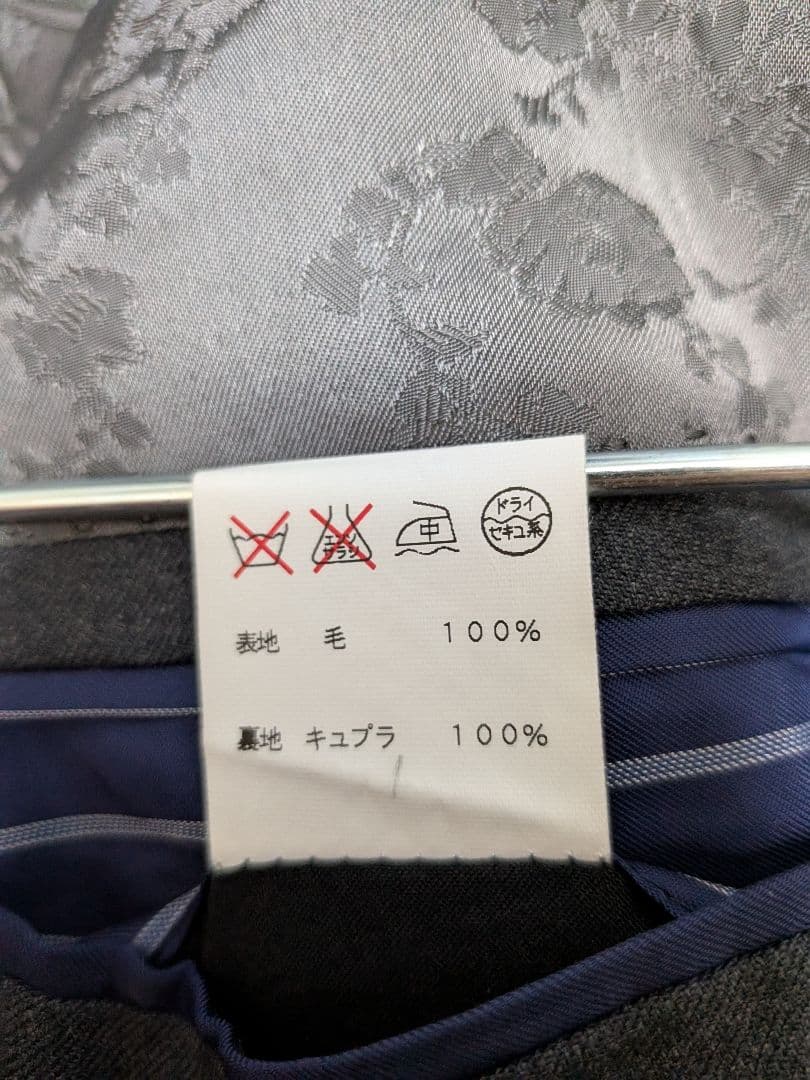 エンソ
サラシ
中
ドライ
セキユ系
表地 毛 100%
裏地 キュプラ 100%